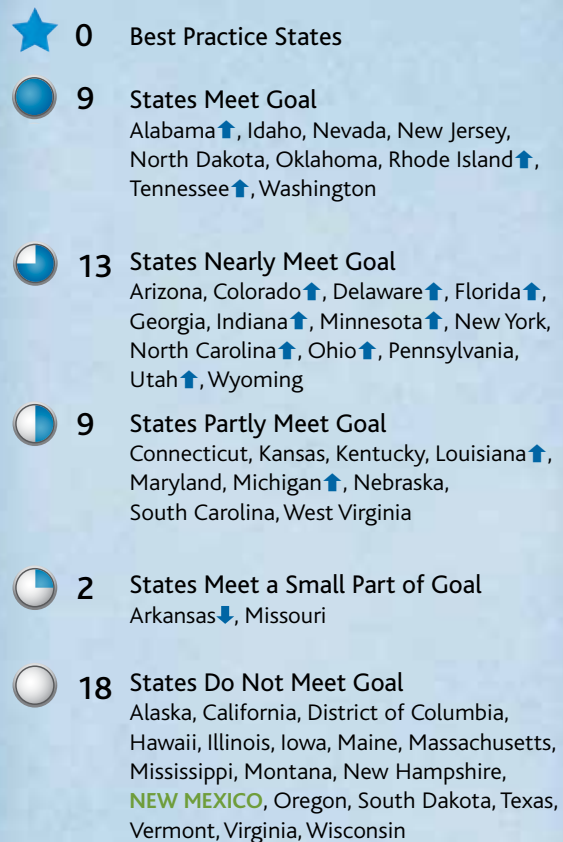 0 Best Practice States
9 States Meet Goal
Alabama⬆, Idaho, Nevada, New Jersey,
North Dakota, Oklahoma, Rhode Island⬆,
Tennessee⬆, Washington
13 States Nearly Meet Goal
Arizona, Colorado⬆, Delaware⬆, Florida⬆,
Georgia, Indiana⬆, Minnesota⬆, New York,
North Carolina⬆, Ohio⬆, Pennsylvania,
Utah⬆, Wyoming
9 States Partly Meet Goal
Connecticut, Kansas, Kentucky, Louisiana⬆,
Maryland, Michigan⬆, Nebraska,
South Carolina, West Virginia
2 States Meet a Small Part of Goal
Arkansas⬇, Missouri
18 States Do Not Meet Goal
Alaska, California, District of Columbia,
Hawaii, Illinois, Iowa, Maine, Massachusetts,
Mississippi, Montana, New Hampshire,
NEW MEXICO, Oregon, South Dakota, Texas,
Vermont, Virginia, Wisconsin